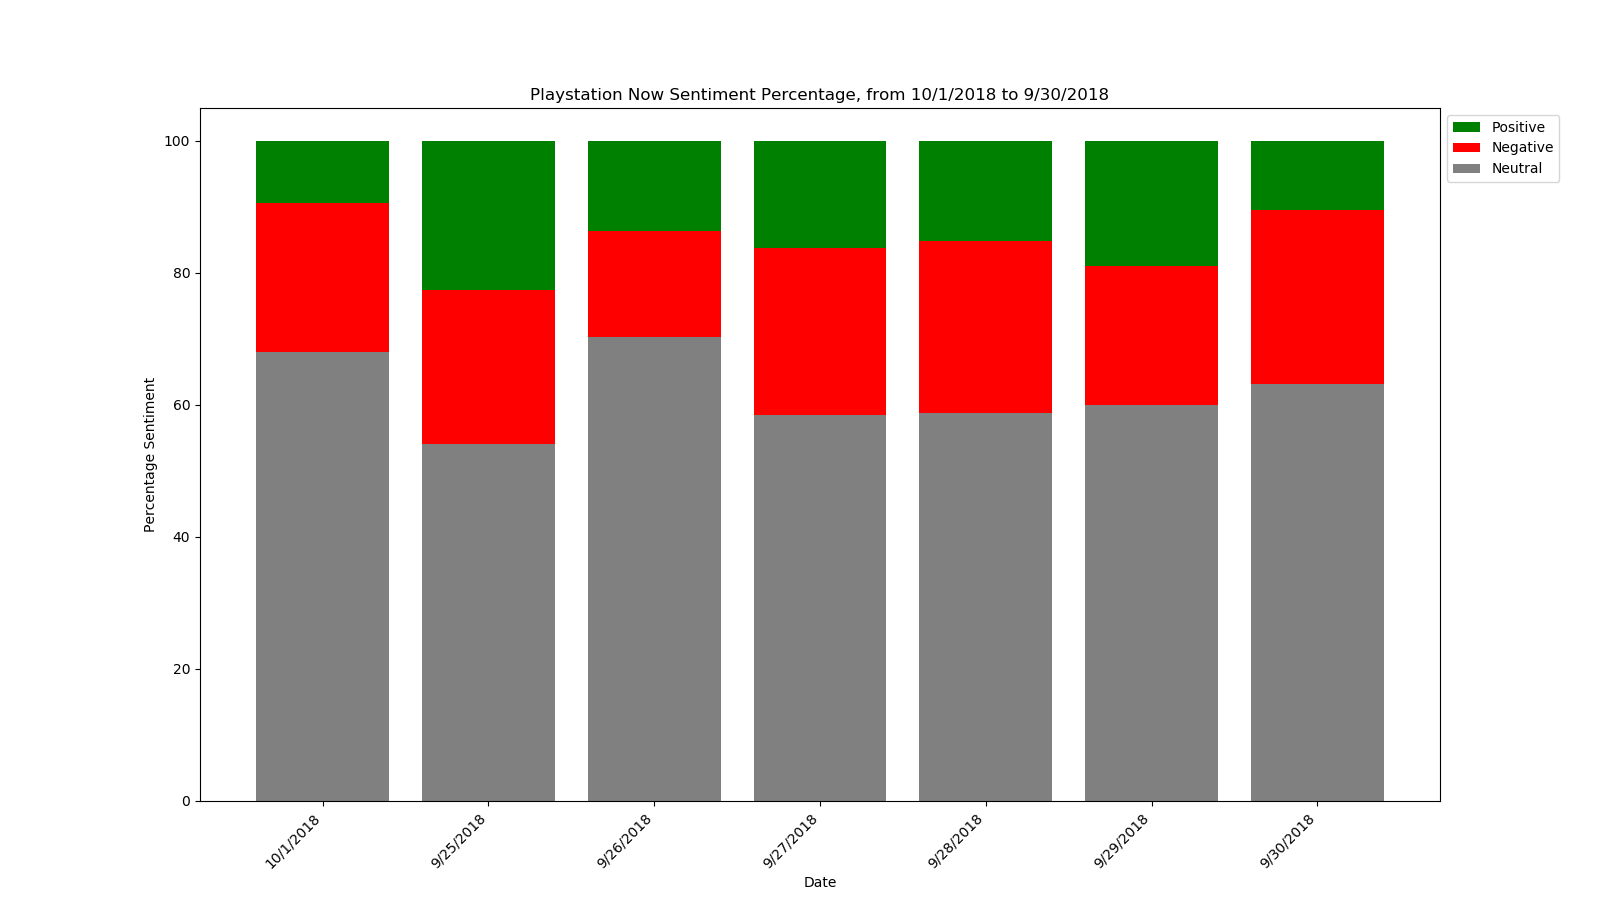 Playstation Now Sentiment Percentage, from 10/1/2018 to 9/30/2018
Positive
Negative
Neutral
Percentage Sentiment
100
80
60
40
20
0
10/1/2018
9/25/2018
9/26/2018
9/27/2018
9/28/2018
9/29/2018
9/30/2018
Date